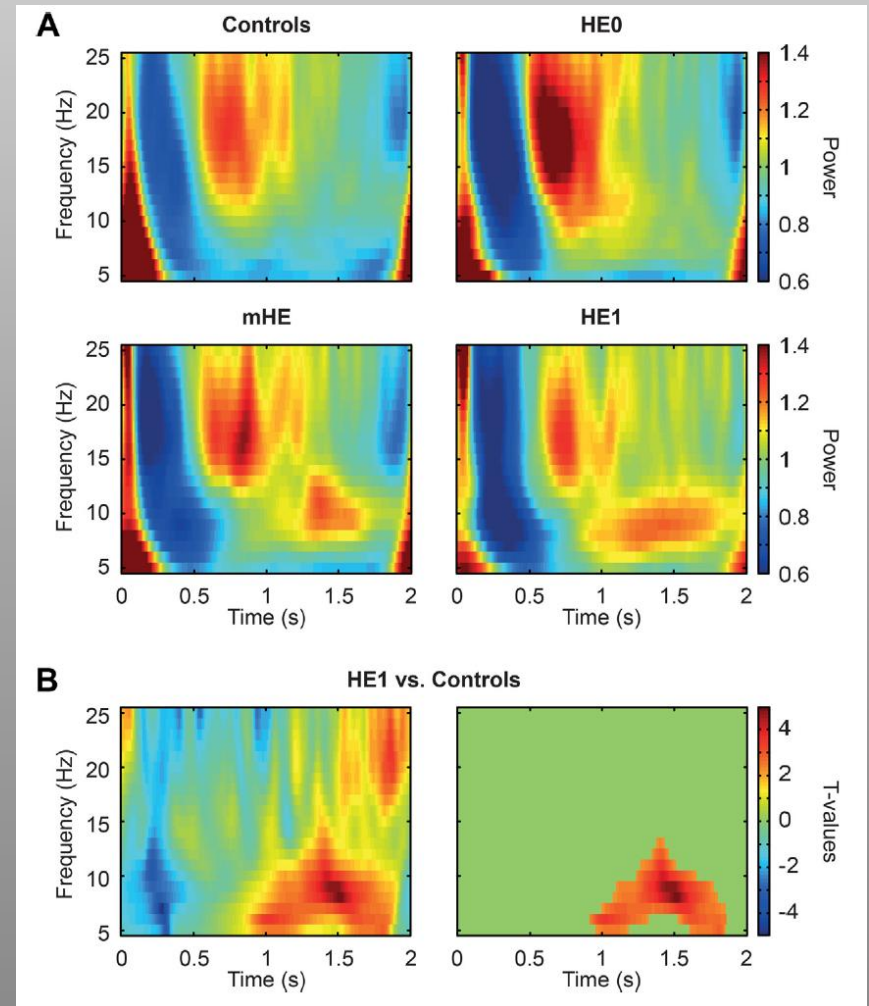 A
Controls
HE0
Frequency (Hz)
25
20
15
10
5
1.4
1.2
1
0.8
0.6
Power
mHE
HE1
Frequency (Hz)
25
20
15
10
5
0 0.5 1 1.5 2
Time (s)
0 0.5 1 1.5 2
Time (s)
1.4
1.2
1
0.8
0.6
Power
B
HE1 vs. Controls
Frequency (Hz)
25
20
15
10
5
0 0.5 1 1.5 2
Time (s)
0 0.5 1 1.5 2
Time (s)
4
2
0
-2
-4
T-values